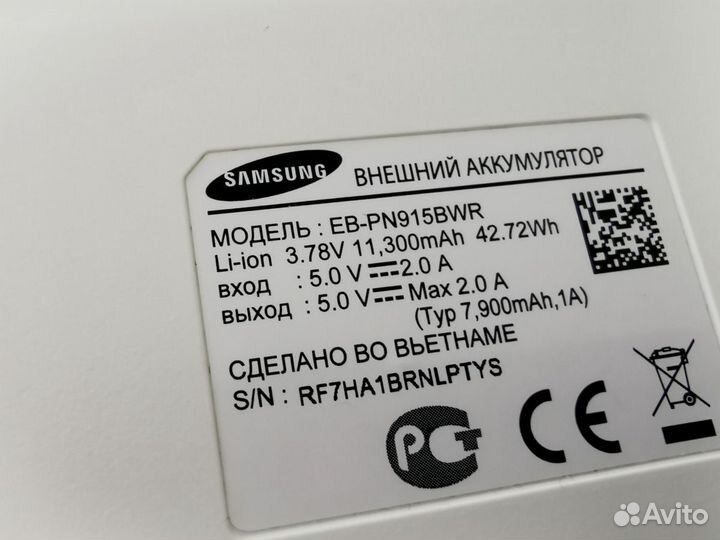 SAMSUNG ВНЕШНИЙ АККУМУЛЯТОР
МОДЕЛЬ : EB-PN915BWR
Li-ion 3.78V 11,300mAh 42.72Wh
вход : 5.0 V⎓2.0 A
выход : 5.0 V⎓Max 2.0 A
(Typ 7,900mAh,1A)
СДЕЛАНО ВО ВЬЕТНАМЕ
S/N : RF7HA1BRNLPTYS
РСТ CE
Avito